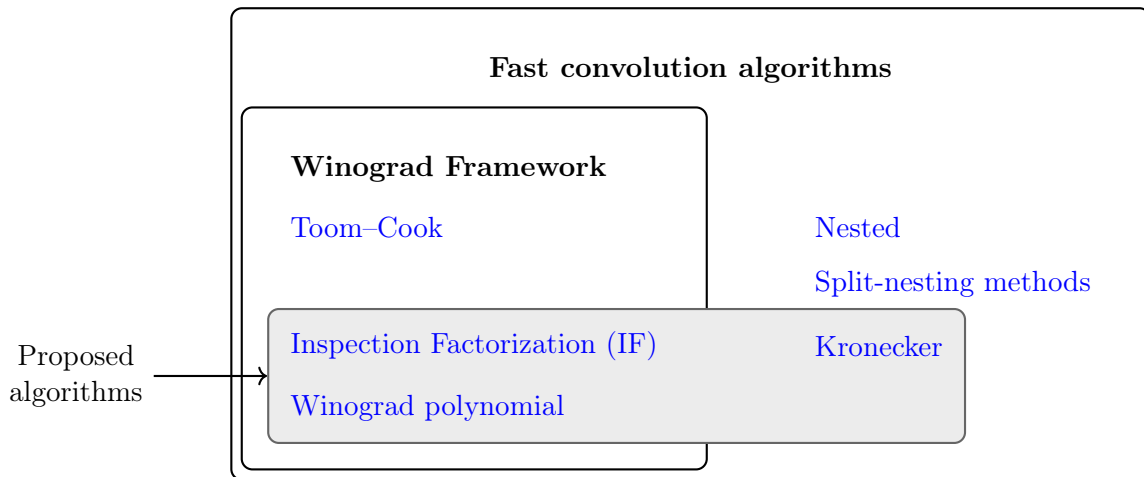 Fast convolution algorithms
Winograd Framework
Toom–Cook
Nested
Split-nesting methods
Inspection Factorization (IF)
Kronecker
Proposed
algorithms
Winograd polynomial